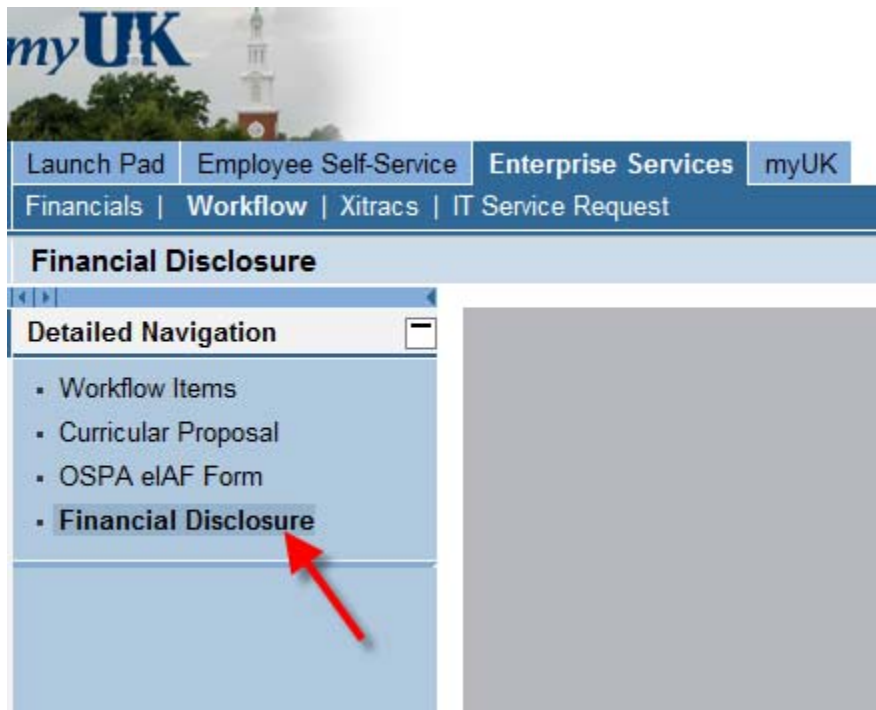 myUK
Launch Pad Employee Self-Service Enterprise Services myUK
Financials | Workflow | Xitracs | IT Service Request
Financial Disclosure
Detailed Navigation
Workflow Items
Curricular Proposal
OSPA eIAF Form
Financial Disclosure